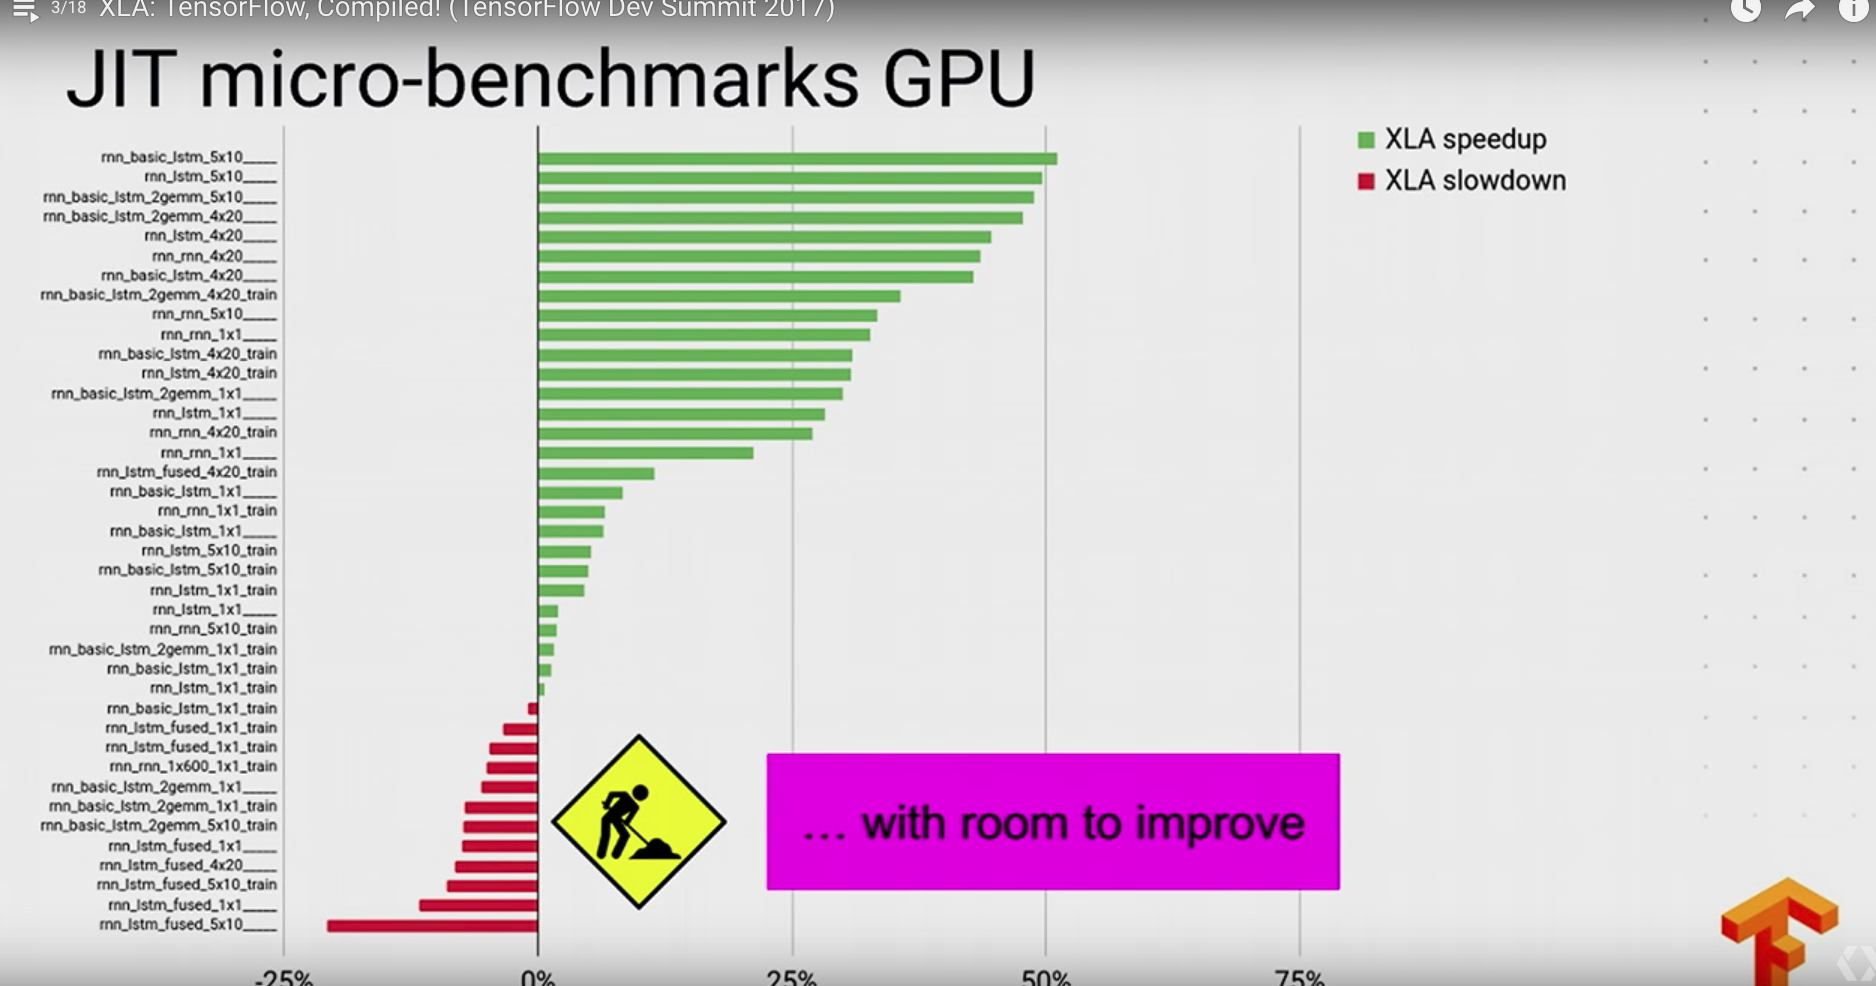 3/18 XLA: TensorFlow, Compiled! (TensorFlow Dev Summit 2017)
JIT micro-benchmarks GPU
XLA speedup
XLA slowdown
rnn_basic_lstm_5x10____
rnn_lstm_5x10____
rnn_basic_lstm_2gemm_5x10____
rnn_basic_lstm_2gemm_4x20____
rnn_lstm_4x20____
rnn_rnn_4x20____
rnn_basic_lstm_4x20____
rnn_basic_lstm_2gemm_4x20_train
rnn_rnn_5x10____
rnn_rnn_1x1____
rnn_basic_lstm_4x20_train
rnn_lstm_4x20_train
rnn_basic_lstm_2gemm_1x1____
rnn_lstm_1x1____
rnn_rnn_4x20_train
rnn_rnn_1x1____
rnn_lstm_fused_4x20_train
rnn_basic_lstm_1x1____
rnn_rnn_1x1_train
rnn_basic_lstm_1x1____
rnn_lstm_5x10_train
rnn_basic_lstm_5x10_train
rnn_lstm_1x1_train
rnn_lstm_1x1____
rnn_rnn_5x10_train
rnn_basic_lstm_2gemm_1x1_train
rnn_basic_lstm_1x1_train
rnn_lstm_1x1_train
rnn_basic_lstm_1x1_train
rnn_lstm_fused_1x1_train
rnn_lstm_fused_1x1_train
rnn_rnn_1x600_1x1_train
rnn_basic_lstm_2gemm_1x1____
rnn_basic_lstm_2gemm_1x1_train
rnn_basic_lstm_2gemm_5x10_train
rnn_lstm_fused_1x1____
rnn_lstm_fused_4x20____
rnn_lstm_fused_5x10_train
rnn_lstm_fused_1x1____
rnn_lstm_fused_5x10____
... with room to improve
-25% 0% 25% 50% 75%